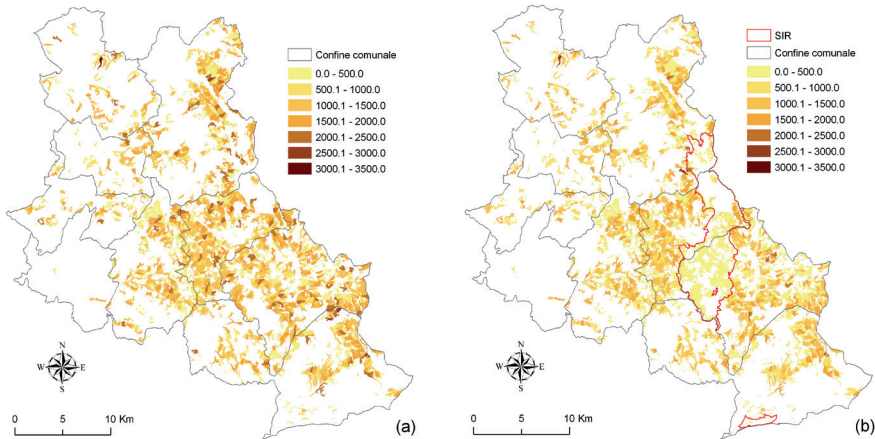 Confine comunale
0.0 - 500.0
500.1 - 1000.0
1000.1 - 1500.0
1500.1 - 2000.0
2000.1 - 2500.0
2500.1 - 3000.0
3000.1 - 3500.0
N
W E
S
0 5 10 Km
(a)
SIR
Confine comunale
0.0 - 500.0
500.1 - 1000.0
1000.1 - 1500.0
1500.1 - 2000.0
2000.1 - 2500.0
2500.1 - 3000.0
3000.1 - 3500.0
N
W E
S
0 5 10 Km
(b)